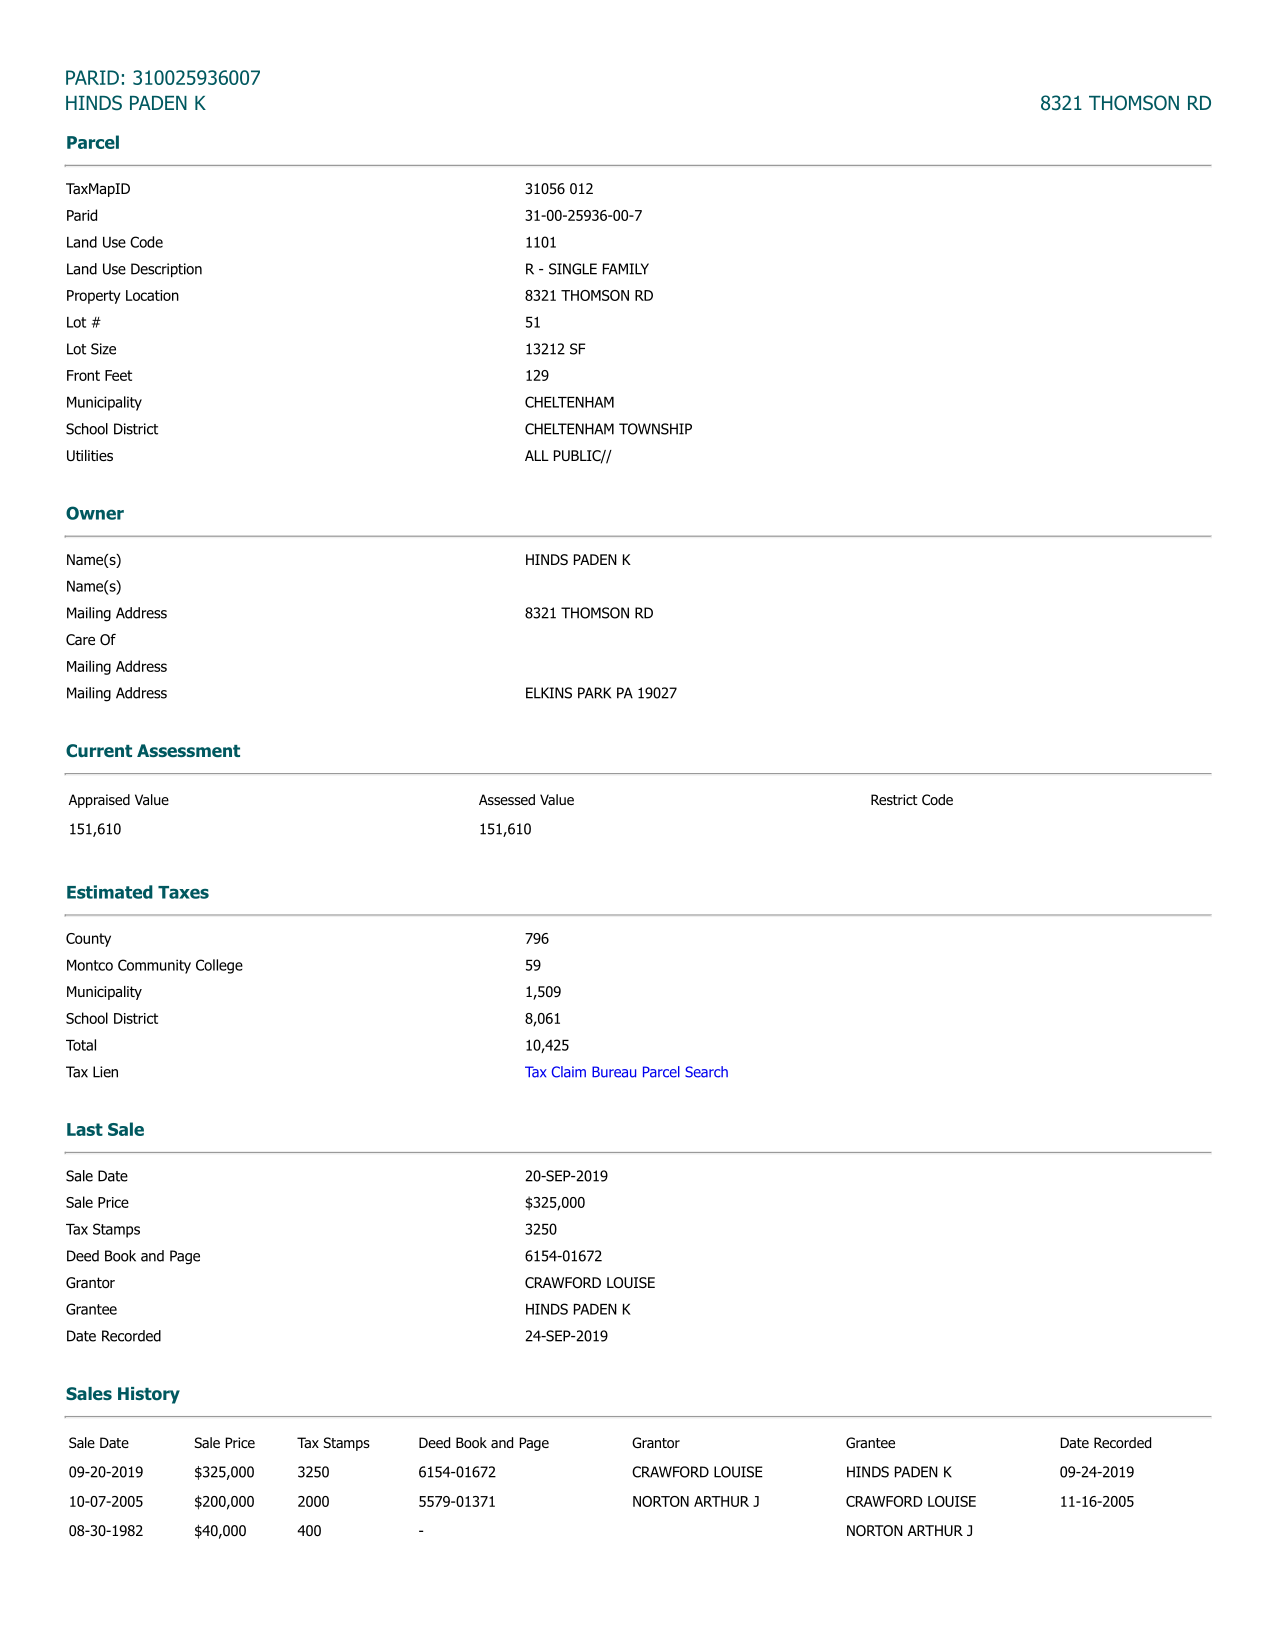 PARID: 310025936007
HINDS PADEN K 8321 THOMSON RD
Parcel
TaxMapID 31056 012
Parid 31-00-25936-00-7
Land Use Code 1101
Land Use Description R - SINGLE FAMILY
Property Location 8321 THOMSON RD
Lot # 51
Lot Size 13212 SF
Front Feet 129
Municipality CHELTENHAM
School District CHELTENHAM TOWNSHIP
Utilities ALL PUBLIC//
Owner
Name(s) HINDS PADEN K
Name(s)
Mailing Address 8321 THOMSON RD
Care Of
Mailing Address
Mailing Address ELKINS PARK PA 19027
Current Assessment
Appraised Value Assessed Value Restrict Code
151,610 151,610
Estimated Taxes
County 796
Montco Community College 59
Municipality 1,509
School District 8,061
Total 10,425
Tax Lien Tax Claim Bureau Parcel Search
Last Sale
Sale Date 20-SEP-2019
Sale Price $325,000
Tax Stamps 3250
Deed Book and Page 6154-01672
Grantor CRAWFORD LOUISE
Grantee HINDS PADEN K
Date Recorded 24-SEP-2019
Sales History
Sale Date Sale Price Tax Stamps Deed Book and Page Grantor Grantee Date Recorded
09-20-2019 $325,000 3250 6154-01672 CRAWFORD LOUISE HINDS PADEN K 09-24-2019
10-07-2005 $200,000 2000 5579-01371 NORTON ARTHUR J CRAWFORD LOUISE 11-16-2005
08-30-1982 $40,000 400 - NORTON ARTHUR J